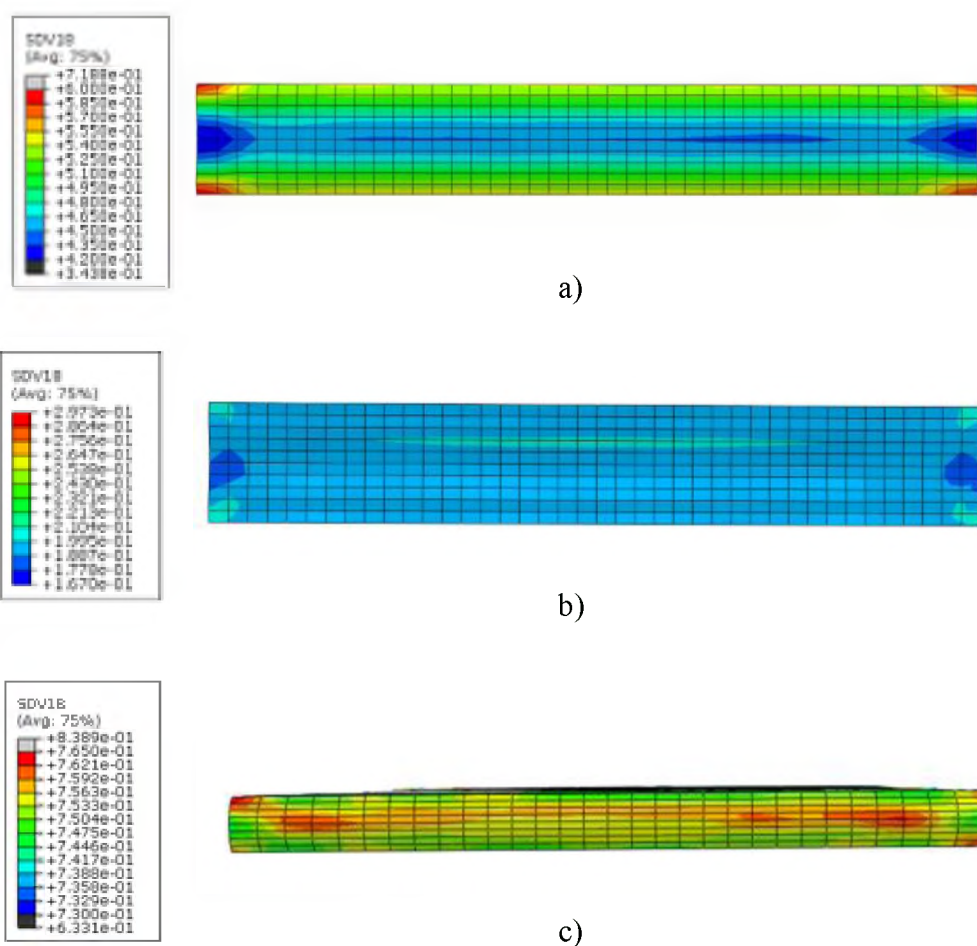 SDV18
(Avg: 75%)
+7.188e-01
+6.000e-01
+5.850e-01
+5.700e-01
+5.550e-01
+5.400e-01
+5.250e-01
+5.100e-01
+4.950e-01
+4.800e-01
+4.650e-01
+4.500e-01
+4.350e-01
+4.200e-01
+3.438e-01
a)
SDV18
(Avg: 75%)
+2.973e-01
+2.864e-01
+2.756e-01
+2.647e-01
+2.538e-01
+2.430e-01
+2.321e-01
+2.213e-01
+2.104e-01
+1.995e-01
+1.887e-01
+1.778e-01
+1.670e-01
b)
SDV18
(Avg: 75%)
+8.389e-01
+7.650e-01
+7.621e-01
+7.592e-01
+7.563e-01
+7.533e-01
+7.504e-01
+7.475e-01
+7.446e-01
+7.417e-01
+7.388e-01
+7.358e-01
+7.329e-01
+7.300e-01
+6.331e-01
c)